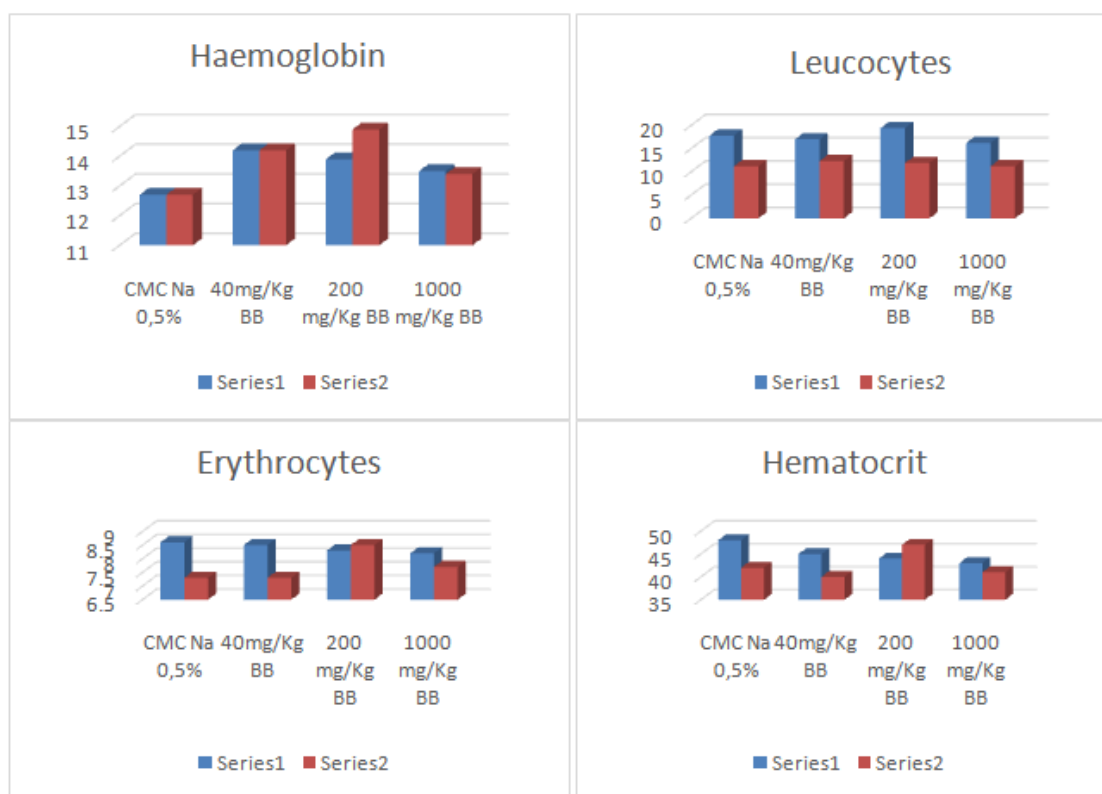 Haemoglobin
15
14
13
12
11
CMC Na 40mg/Kg 200 1000
0,5% BB mg/Kg BB mg/Kg BB
Series1 Series2
Leucocytes
20
15
10
5
0
CMC Na 40mg/Kg 200 1000
0,5% BB mg/Kg mg/Kg
BB BB
Series1 Series2
Erythrocytes
9
8.5
8
7.5
7
6.5
CMC Na 40mg/Kg 200 1000
0,5% BB mg/Kg mg/Kg
BB BB
Series1 Series2
Hematocrit
50
45
40
35
CMC Na 40mg/Kg 200 1000
0,5% BB mg/Kg mg/Kg
BB BB
Series1 Series2